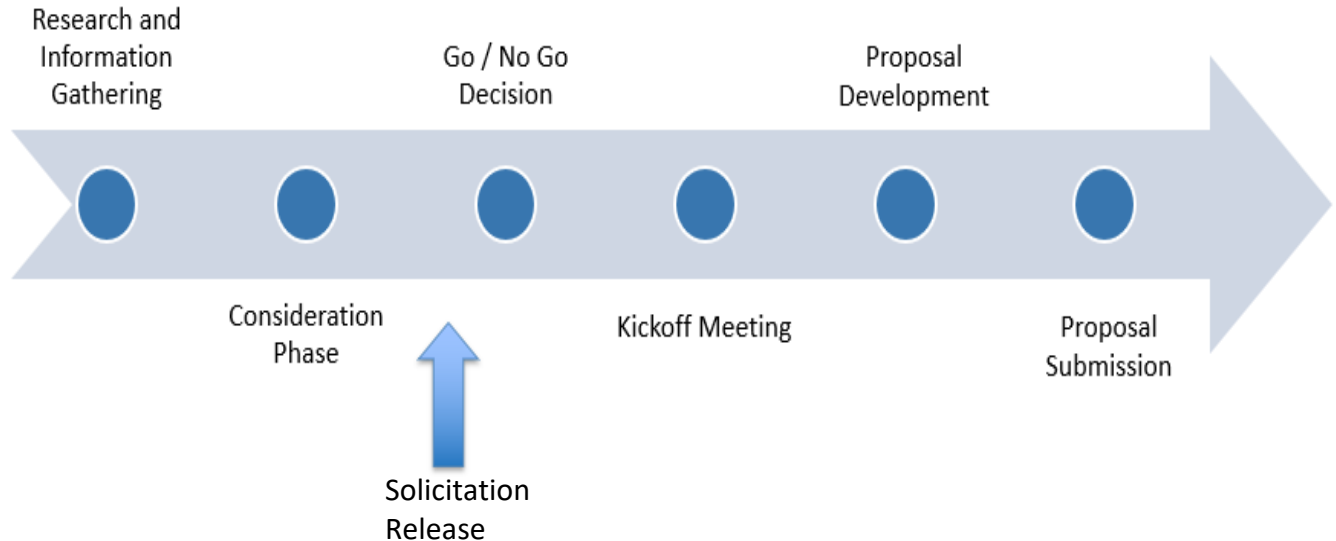 Research and
Information
Gathering
Consideration
Phase
Solicitation
Release
Go / No Go
Decision
Kickoff Meeting
Proposal
Development
Proposal
Submission